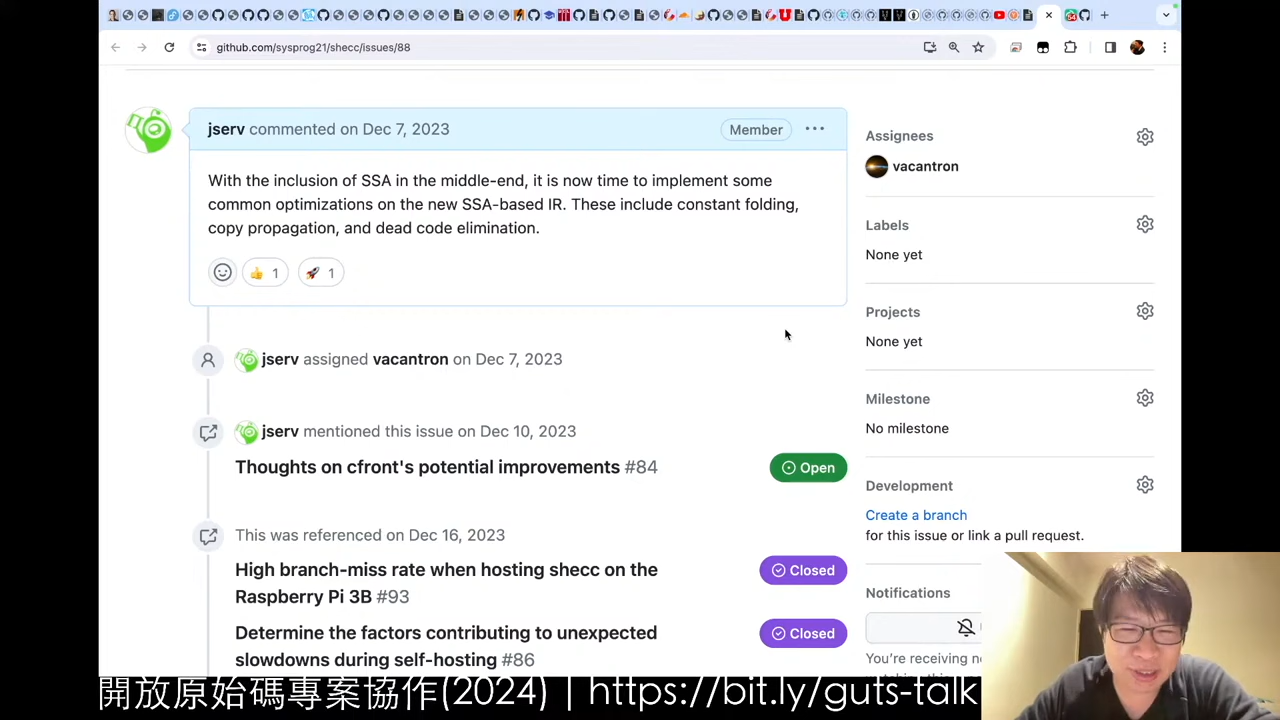 github.com/sysprog21/shecc/issues/88
jserv commented on Dec 7, 2023
Member
With the inclusion of SSA in the middle-end, it is now time to implement some
common optimizations on the new SSA-based IR. These include constant folding,
copy propagation, and dead code elimination.
👍 1
🚀 1
jserv assigned vacantron on Dec 7, 2023
jserv mentioned this issue on Dec 10, 2023
Thoughts on cfront's potential improvements #84
Open
This was referenced on Dec 16, 2023
High branch-miss rate when hosting shecc on the
Raspberry Pi 3B #93
Closed
Determine the factors contributing to unexpected
slowdowns during self-hosting #86
Closed
Assignees
vacantron
Labels
None yet
Projects
None yet
Milestone
No milestone
Development
Create a branch
for this issue or link a pull request.
Notifications
You're receiving
開放原始碼專案協作(2024) | https://bit.ly/guts-talk